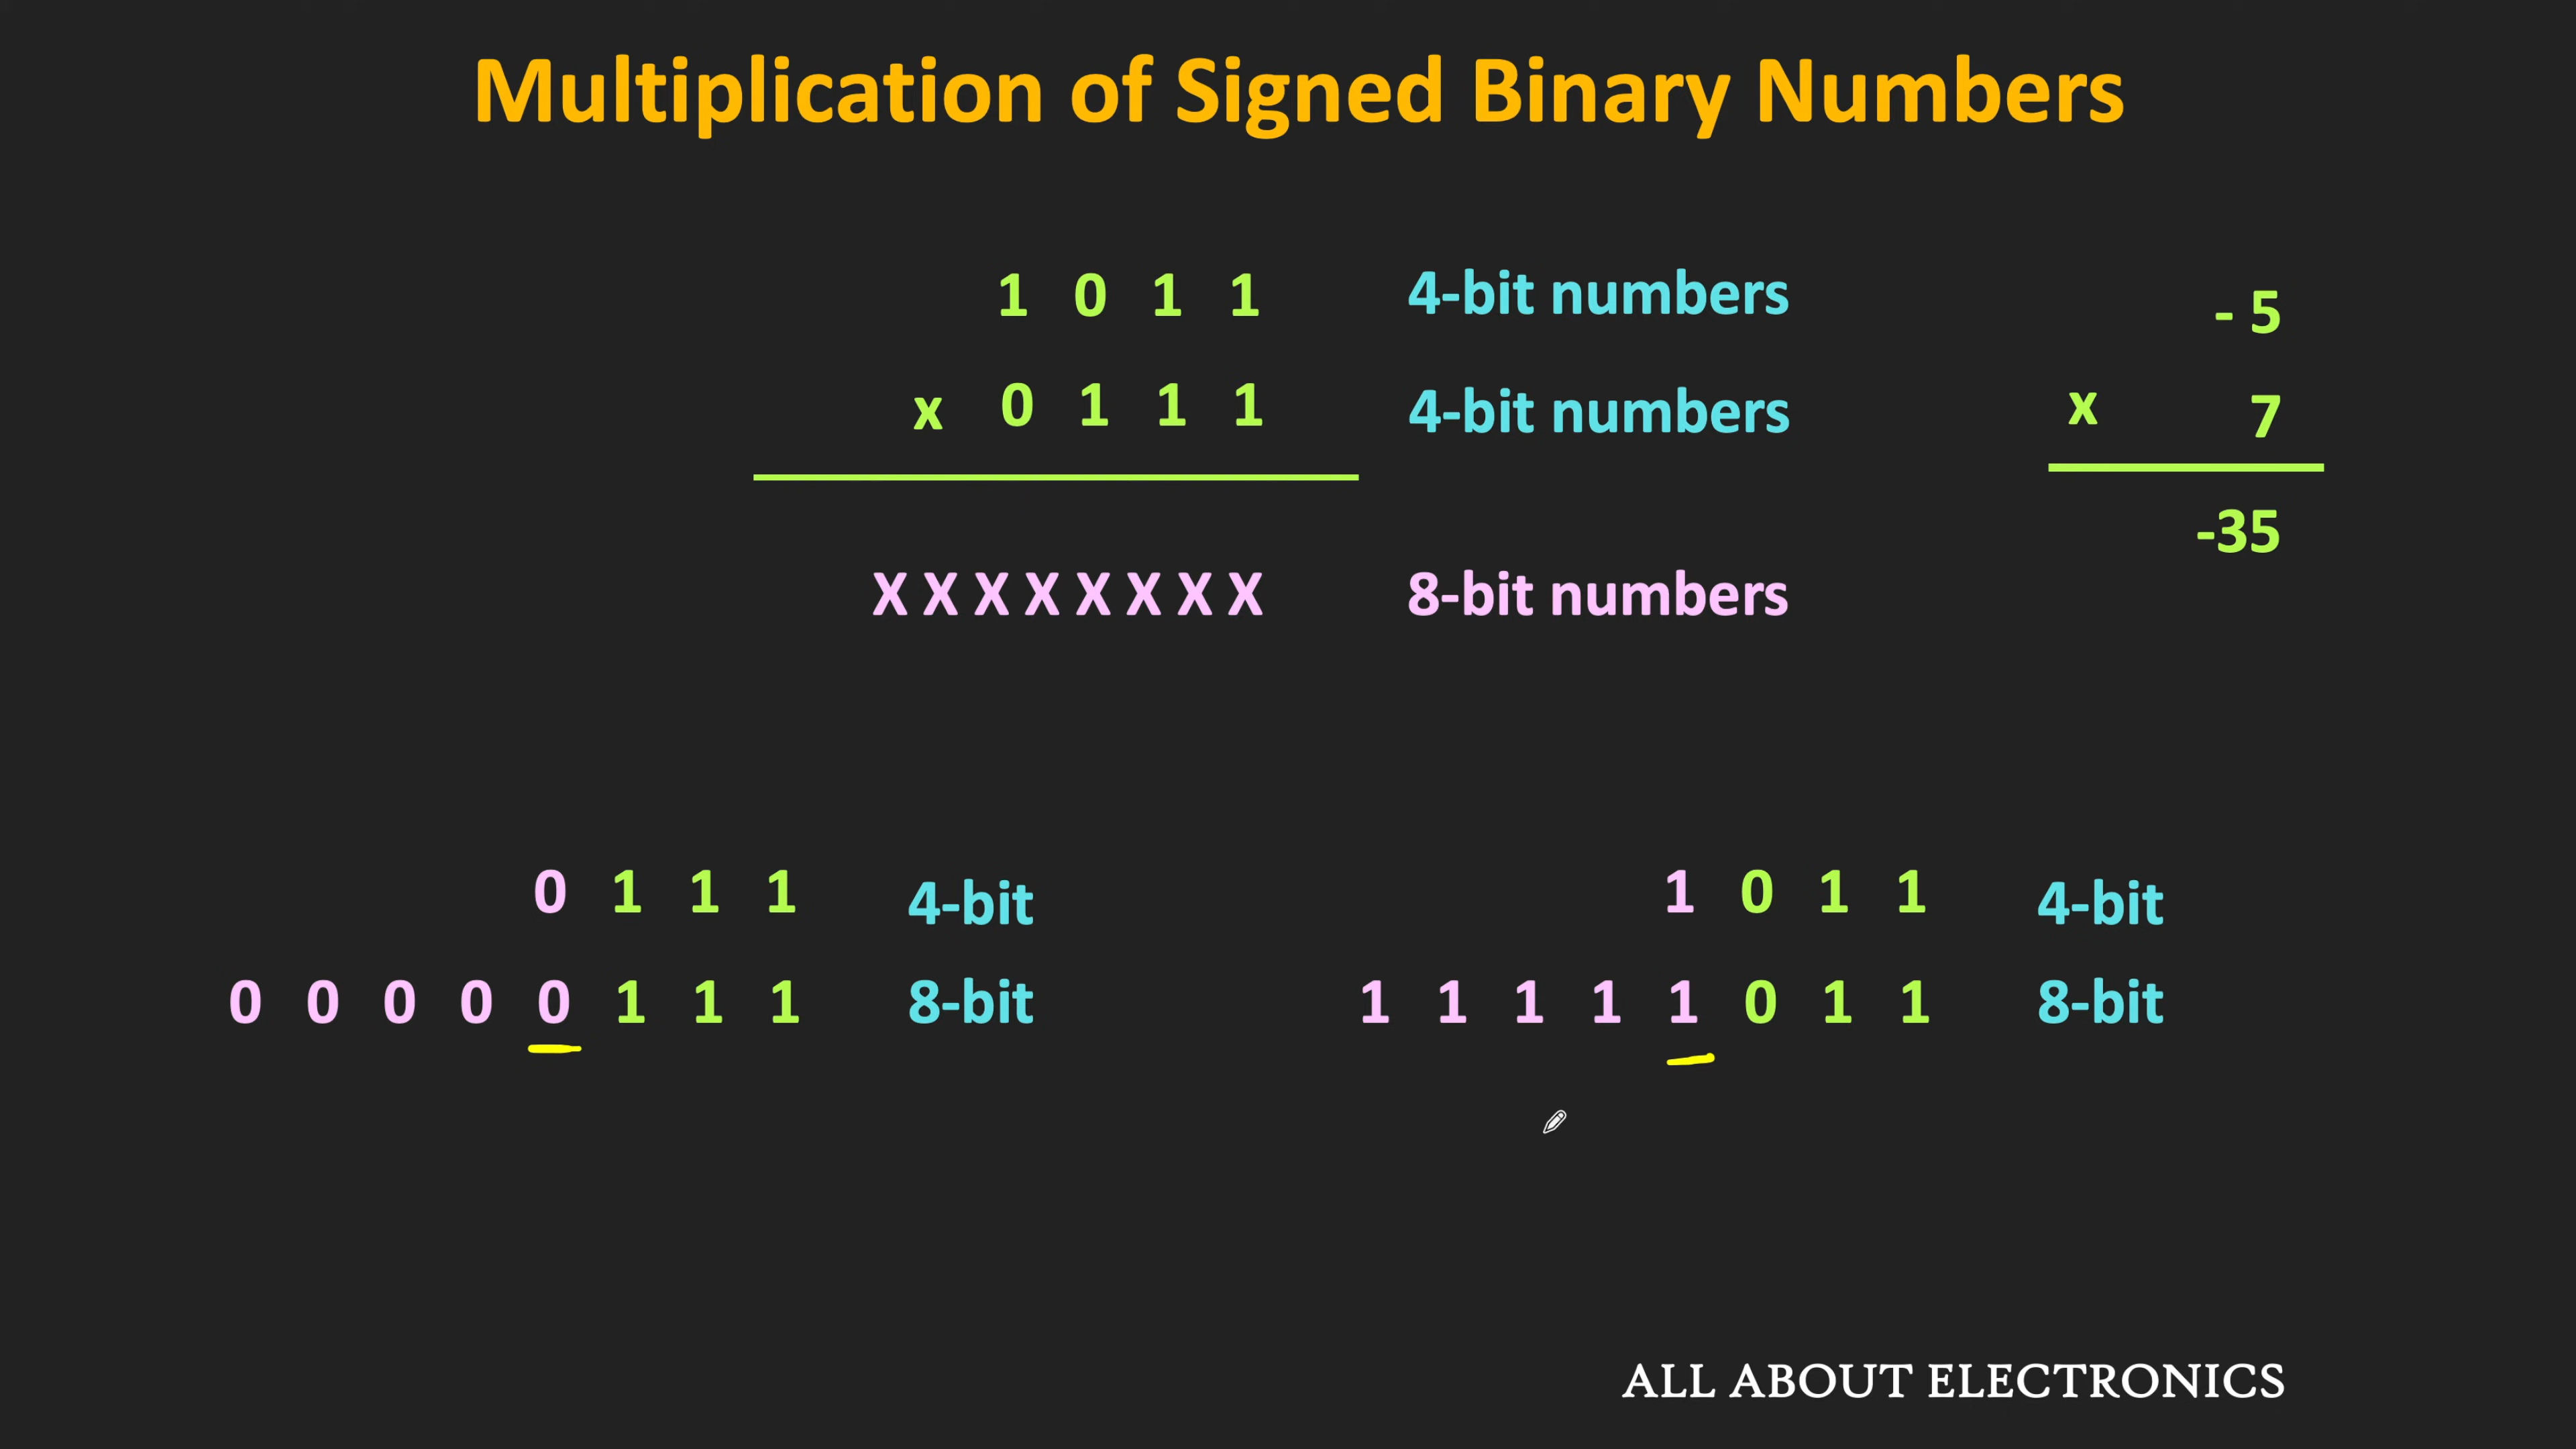 Multiplication of Signed Binary Numbers
1 0 1 1 4-bit numbers
x 0 1 1 1 4-bit numbers
X X X X X X X X 8-bit numbers
- 5
x 7
-35
0 1 1 1 4-bit
0 0 0 0 0 1 1 1 8-bit
1 0 1 1 4-bit
1 1 1 1 1 0 1 1 8-bit
ALL ABOUT ELECTRONICS